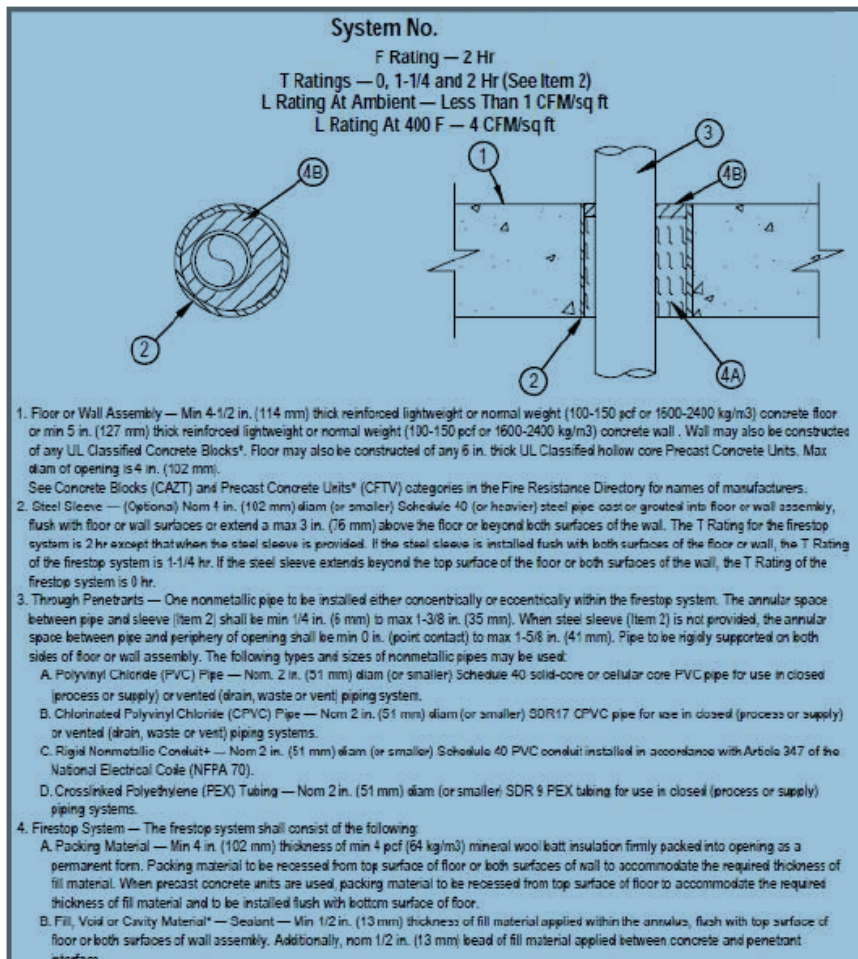 System No.
F Rating — 2 Hr
T Ratings — 0, 1-1/4 and 2 Hr (See Item 2)
L Rating At Ambient — Less Than 1 CFM/sq ft
L Rating At 400 F — 4 CFM/sq ft
3
1
4B
4B
2
2
4A
1. Floor or Wall Assembly — Min 4-1/2 in. (114 mm) thick reinforced lightweight or normal weight (100-150 pcf or 1600-2400 kg/m3) concrete floor
or min 5 in. (127 mm) thick reinforced lightweight or normal weight (100-150 pcf or 1600-2400 kg/m3) concrete wall . Wall may also be constructed
of any UL Classified Concrete Blocks*. Floor may also be constructed of any 6 in. thick UL Classified hollow core Precast Concrete Units. Max
diam of opening is 4 in. (102 mm).
See Concrete Blocks (CAZT) and Precast Concrete Units* (CFTV) categories in the Fire Resistance Directory for names of manufacturers.
2. Steel Sleeve — (Optional) Nom 4 in. (102 mm) diam (or smaller) Schedule 40 (or heavier) steel pipe cast or grouted into floor or wall assembly,
flush with floor or wall surfaces or extend a max 3 in. (76 mm) above the floor or beyond both surfaces of the wall. The T Rating for the firestop
system is 2 hr except that when the steel sleeve is provided. If the steel sleeve is installed flush with both surfaces of the floor or wall, the T Rating
of the firestop system is 1-1/4 hr. If the steel sleeve extends beyond the top surface of the floor or both surfaces of the wall, the T Rating of the
firestop system is 0 hr.
3. Through Penetrants — One nonmetallic pipe to be installed either concentrically or eccentrically within the firestop system. The annular space
between pipe and sleeve (Item 2) shall be min 1/4 in. (6 mm) to max 1-3/8 in. (35 mm). When steel sleeve (Item 2) is not provided, the annular
space between pipe and periphery of opening shall be min 0 in. (point contact) to max 1-5/8 in. (41 mm). Pipe to be rigidly supported on both
sides of floor or wall assembly. The following types and sizes of nonmetallic pipes may be used:
A. Polyvinyl Chloride (PVC) Pipe — Nom. 2 in. (51 mm) diam (or smaller) Schedule 40 solid-core or cellular core PVC pipe for use in closed
(process or supply) or vented (drain, waste or vent) piping system.
B. Chlorinated Polyvinyl Chloride (CPVC) Pipe — Nom 2 in. (51 mm) diam (or smaller) SDR17 CPVC pipe for use in closed (process or supply)
or vented (drain, waste or vent) piping systems.
C. Rigid Nonmetallic Conduit+ — Nom 2 in. (51 mm) diam (or smaller) Schedule 40 PVC conduit installed in accordance with Article 347 of the
National Electrical Code (NFPA 70).
D. Crosslinked Polyethylene (PEX) Tubing — Nom 2 in. (51 mm) diam (or smaller) SDR 9 PEX tubing for use in closed (process or supply)
piping systems.
4. Firestop System — The firestop system shall consist of the following:
A. Packing Material — Min 4 in. (102 mm) thickness of min 4 pcf (64 kg/m3) mineral wool batt insulation firmly packed into opening as a
permanent form. Packing material to be recessed from top surface of floor or both surfaces of wall to accommodate the required thickness of
fill material. When precast concrete units are used, packing material to be recessed from top surface of floor to accommodate the required
thickness of fill material and to be installed flush with bottom surface of floor.
B. Fill, Void or Cavity Material* — Sealant — Min 1/2 in. (13 mm) thickness of fill material applied within the annulus, flush with top surface of
floor or both surfaces of wall assembly. Additionally, nom 1/2 in. (13 mm) bead of fill material applied between concrete and penetrant